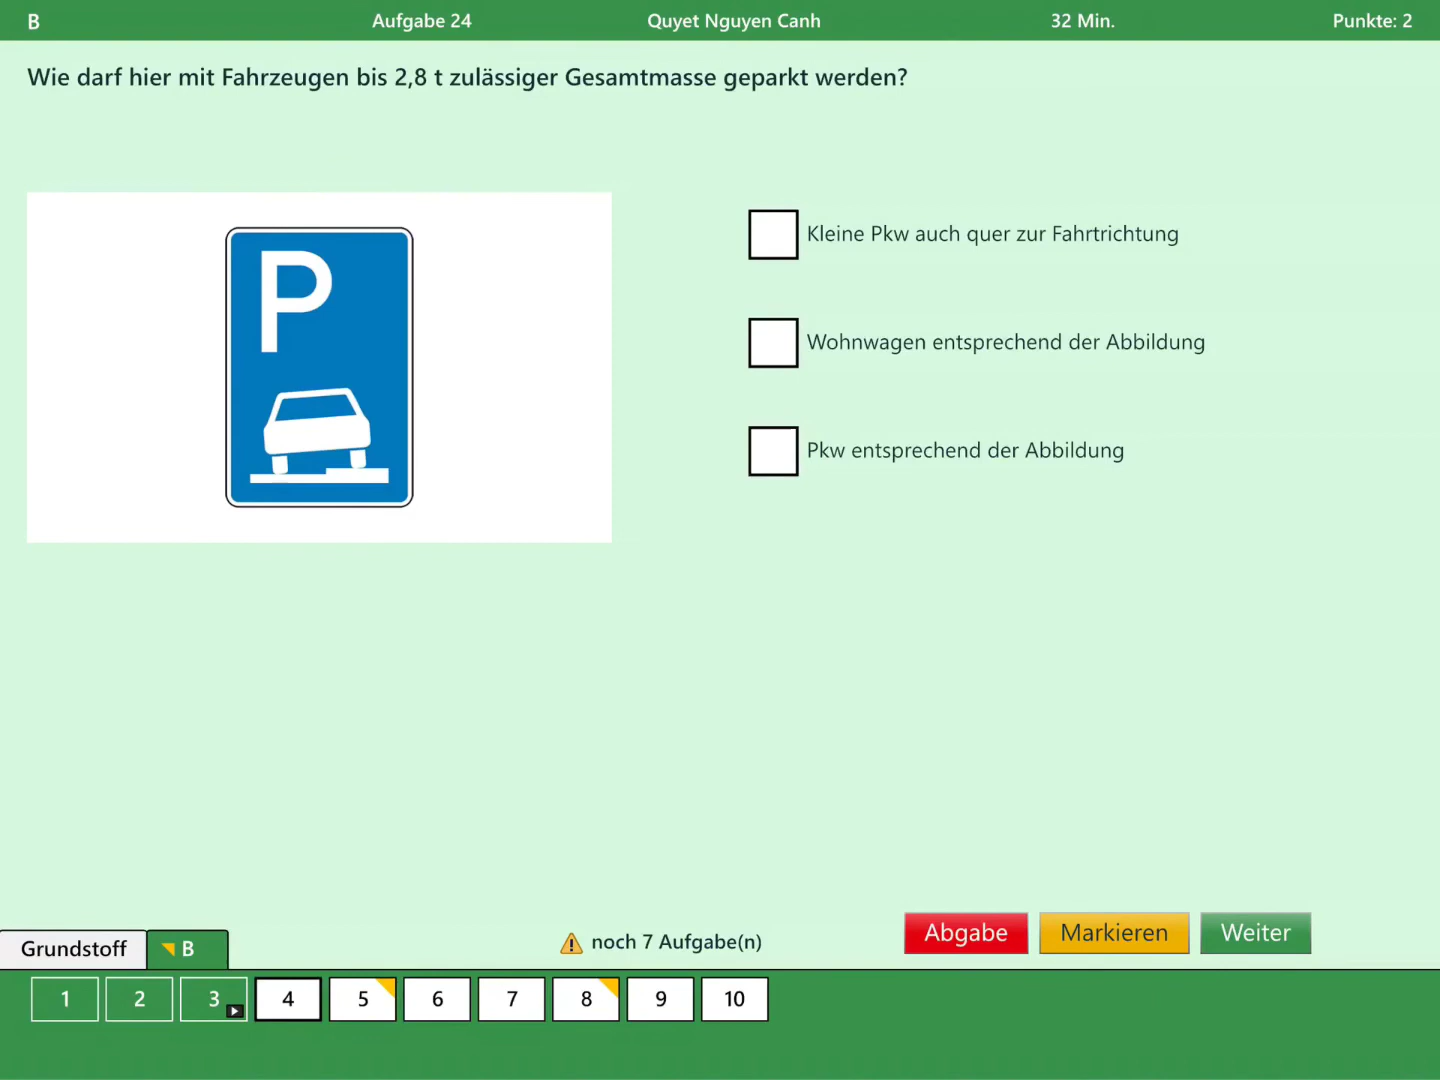 B Aufgabe 24 Quyet Nguyen Canh 32 Min. Punkte: 2
Wie darf hier mit Fahrzeugen bis 2,8 t zulässiger Gesamtmasse geparkt werden?
P
Kleine Pkw auch quer zur Fahrtrichtung
Wohnwagen entsprechend der Abbildung
Pkw entsprechend der Abbildung
Grundstoff B noch 7 Aufgabe(n) Abgabe Markieren Weiter
1 2 3 4 5 6 7 8 9 10